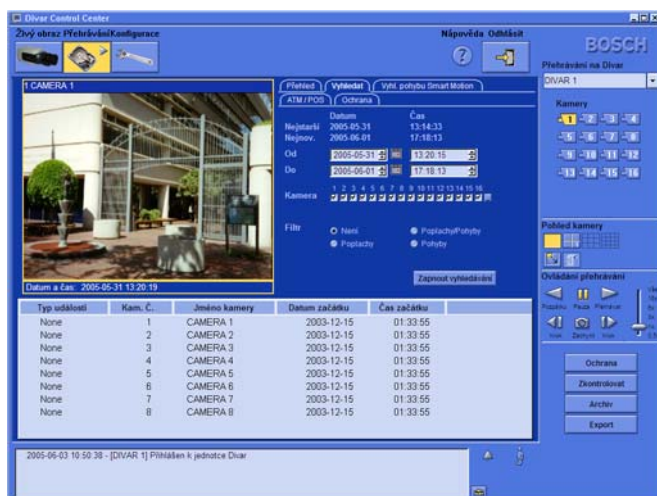 Divar Control Center
Živý obraz Přehrávání Konfigurace
Nápověda Odhlásit
BOSCH
Přehrávání na Divar
DIVAR 1
Kamery
1 2 3 4
5 6 7 8
9 10 11 12
13 14 15 16
Pohled kamery
Ovládání přehrávání
Pauza
Krok Krok
1 CAMERA 1
Datum a čas: 2005-05-31 13:20:19
Přehled Vyhledat Vyhl. pohybu Smart Motion
ATM / POS Ochrana
Datum Čas
Nejstarší 2005-05-31 13:14:33
Nejnov. 2005-06-01 17:18:13
Od 2005-05-31 13:20:15
Do 2005-06-01 17:18:13
1 2 3 4 5 6 7 8 9 10 11 12 13 14 15 16
Kamera
Filtr
Není Poplachy/Pohyby
Poplachy Pohyby
Zapnout vyhledávání
Typ události Kam. Č. Jméno kamery Datum začátku Čas začátku
None 1 CAMERA 1 2003-12-15 01:33:55
None 2 CAMERA 2 2003-12-15 01:33:55
None 3 CAMERA 3 2003-12-15 01:33:55
None 4 CAMERA 4 2003-12-15 01:33:55
None 5 CAMERA 5 2003-12-15 01:33:55
None 6 CAMERA 6 2003-12-15 01:33:55
None 7 CAMERA 7 2003-12-15 01:33:55
None 8 CAMERA 8 2003-12-15 01:33:55
Ochrana
Zkontrolovat
Archiv
Export
2005-06-03 10:50:38 - [DIVAR 1] Přihlášen k jednotce Divar